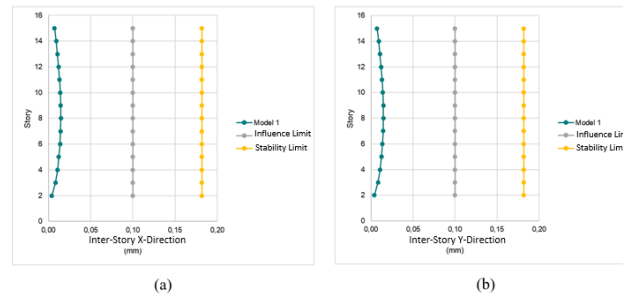 16
14
12
10
8
6
4
2
0
Story
0,00 0,05 0,10 0,15 0,20
Inter-Story X-Direction
(mm)
Model 1
Influence Limit
Stability Limit
(a)
16
14
12
10
8
6
4
2
0
Story
0,00 0,05 0,10 0,15 0,20
Inter-Story Y-Direction
(mm)
Model 1
Influence Limit
Stability Limit
(b)